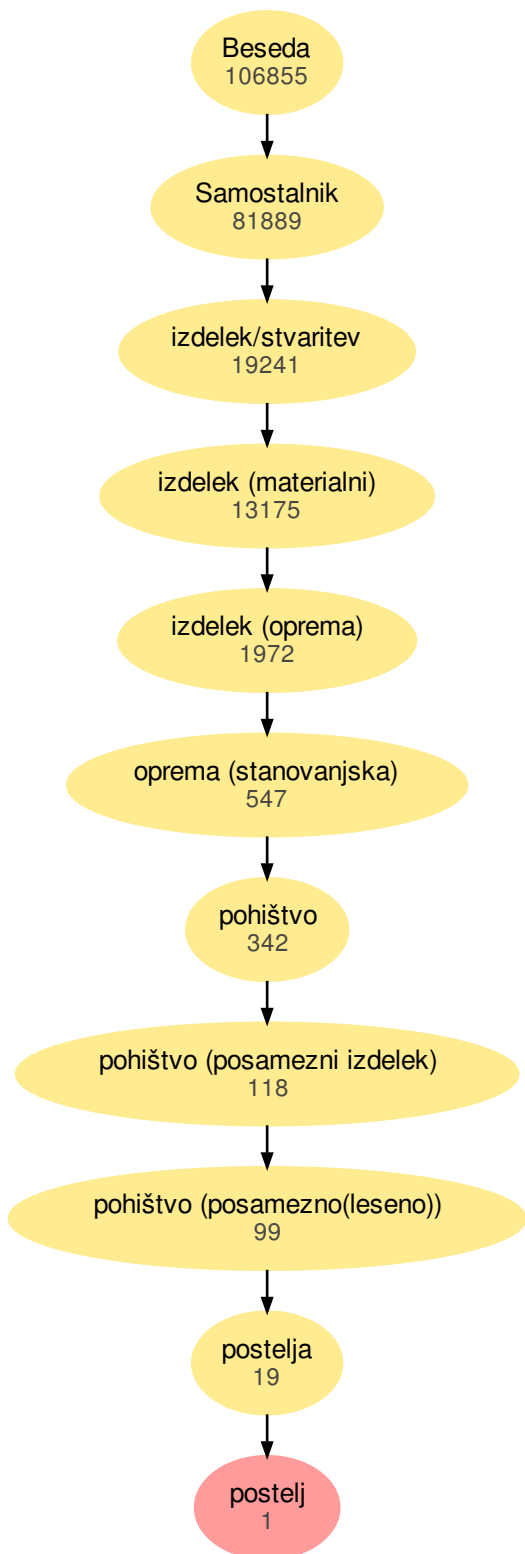 Beseda
106855
Samostalnik
81889
izdelek/stvaritev
19241
izdelek (materialni)
13175
izdelek (oprema)
1972
oprema (stanovanjska)
547
pohištvo
342
pohištvo (posamezni izdelek)
118
pohištvo (posamezno(leseno))
99
postelja
19
postelj
1